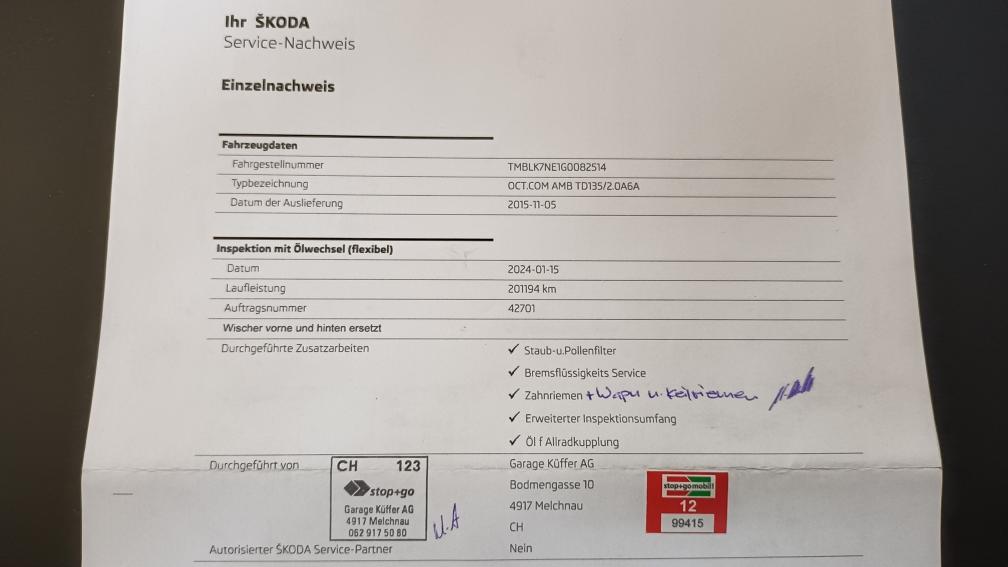 Ihr ŠKODA
Service-Nachweis
Einzelnachweis
Fahrzeugdaten
Fahrgestellnummer TMBLK7NE1G0082514
Typbezeichnung OCT.COM AMB TD135/2.0A6A
Datum der Auslieferung 2015-11-05
Inspektion mit Ölwechsel (flexibel)
Datum 2024-01-15
Laufleistung 201194 km
Auftragsnummer 42701
Wischer vorne und hinten ersetzt
Durchgeführte Zusatzarbeiten ✓ Staub-u.Pollenfilter
✓ Bremsflüssigkeits Service
✓ Zahnriemen + Wapu u. Keilriemen
✓ Erweiterter Inspektionsumfang
✓ Öl f Allradkupplung
Durchgeführt von
CH 123
stop+go
Garage Küffer AG
4917 Melchnau
062 917 50 80
Garage Küffer AG
Bodmengasse 10
4917 Melchnau
CH
stop+go mobil!
12
99415
Autorisierter ŠKODA Service-Partner Nein